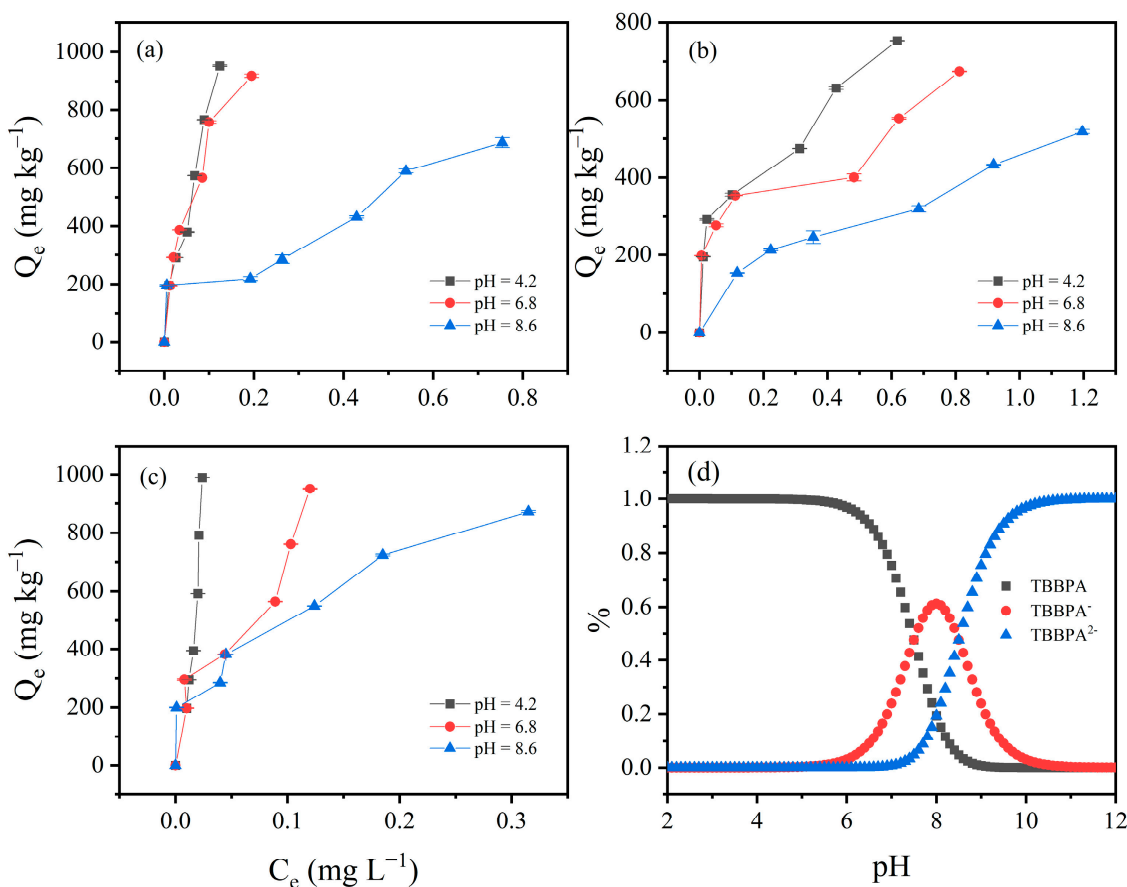 (a)
1000
800
600
400
200
0
Qₑ (mg kg⁻¹)
pH = 4.2
pH = 6.8
pH = 8.6
0.0 0.2 0.4 0.6 0.8
(b)
800
600
400
200
0
Qₑ (mg kg⁻¹)
pH = 4.2
pH = 6.8
pH = 8.6
0.0 0.2 0.4 0.6 0.8 1.0 1.2
(c)
1000
800
600
400
200
0
Qₑ (mg kg⁻¹)
pH = 4.2
pH = 6.8
pH = 8.6
0.0 0.1 0.2 0.3
Cₑ (mg L⁻¹)
(d)
1.2
1.0
0.8
0.6
0.4
0.2
0.0
%
TBBPA
TBBPA⁻
TBBPA²⁻
2 4 6 8 10 12
pH